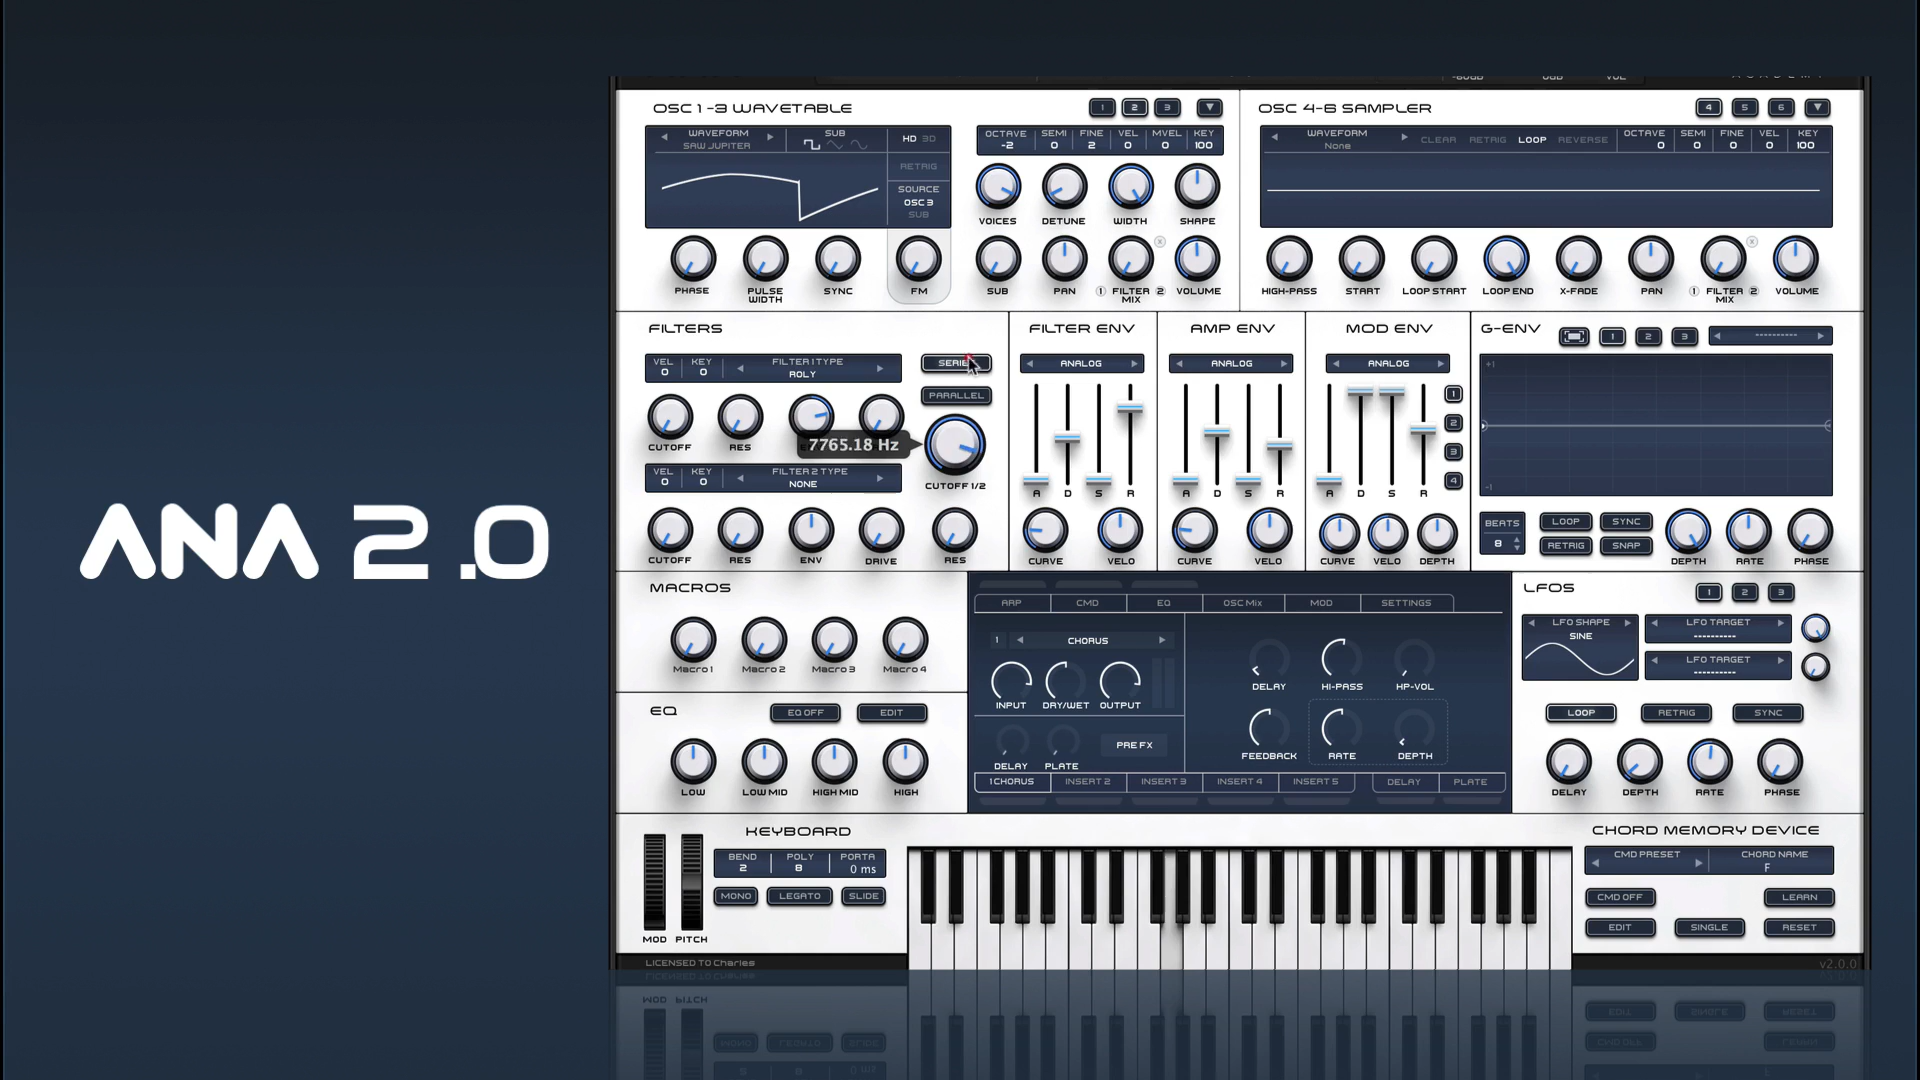 ANA 2.0
-60dB 0dB VOL
OSC 1-3 WAVETABLE
1 2 3
WAVEFORM
SAW JUPITER
SUB
HD 3D
RETRIG
SOURCE
OSC 3
SUB
OCTAVE SEMI FINE VEL MVEL KEY
-2 0 2 0 0 100
VOICES DETUNE WIDTH SHAPE
PHASE PULSE WIDTH SYNC FM SUB PAN 1 FILTER MIX 2 VOLUME
X
OSC 4-6 SAMPLER
4 5 6
WAVEFORM
None
CLEAR RETRIG LOOP REVERSE
OCTAVE SEMI FINE VEL KEY
0 0 0 0 100
HIGH-PASS START LOOP START LOOP END X-FADE PAN 1 FILTER MIX 2 VOLUME
X
FILTERS
VEL KEY FILTER 1 TYPE
0 0 ROLY
SERIE
PARALLEL
CUTOFF RES
7765.18 Hz
VEL KEY FILTER 2 TYPE
0 0 NONE
CUTOFF 1/2
CUTOFF RES ENV DRIVE RES
FILTER ENV
ANALOG
A D S R
CURVE VELO
AMP ENV
ANALOG
A D S R
CURVE VELO
MOD ENV
ANALOG
1
2
3
4
A D S R
CURVE VELO DEPTH
G-ENV
1 2 3
----------
+1
-1
BEATS
8
LOOP SYNC
RETRIG SNAP
DEPTH RATE PHASE
MACROS
Macro 1 Macro 2 Macro 3 Macro 4
EQ
EQ OFF EDIT
LOW LOW MID HIGH MID HIGH
ARP CMD EQ OSC Mix MOD SETTINGS
1 CHORUS
INPUT DRY/WET OUTPUT
DELAY PLATE PRE FX
DELAY HI-PASS HP-VOL
FEEDBACK RATE DEPTH
1 CHORUS INSERT 2 INSERT 3 INSERT 4 INSERT 5 DELAY PLATE
LFOS
1 2 3
LFO SHAPE
SINE
LFO TARGET
----------
LFO TARGET
----------
LOOP RETRIG SYNC
DELAY DEPTH RATE PHASE
KEYBOARD
BEND POLY PORTA
2 8 0 ms
MONO LEGATO SLIDE
MOD PITCH
CHORD MEMORY DEVICE
CMD PRESET CHORD NAME
F
CMD OFF LEARN
EDIT SINGLE RESET
LICENSED TO Charles
v2.0.0